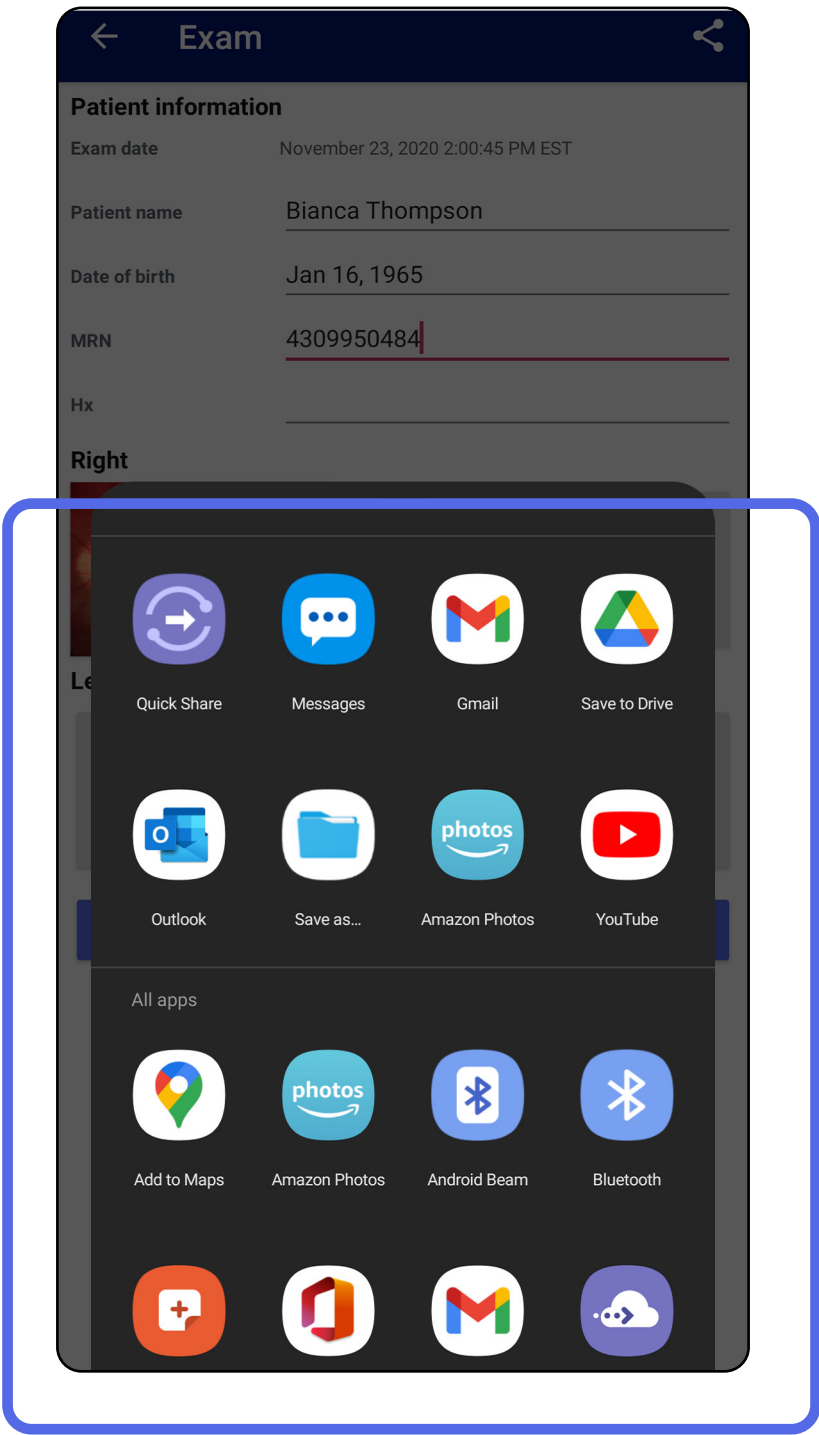 Exam
Patient information
Exam date November 23, 2020 2:00:45 PM EST
Patient name Bianca Thompson
Date of birth Jan 16, 1965
MRN 4309950484
Hx
Right
Le
Quick Share Messages Gmail Save to Drive
O photos
Outlook Save as... Amazon Photos YouTube
All apps
photos
Add to Maps Amazon Photos Android Beam Bluetooth